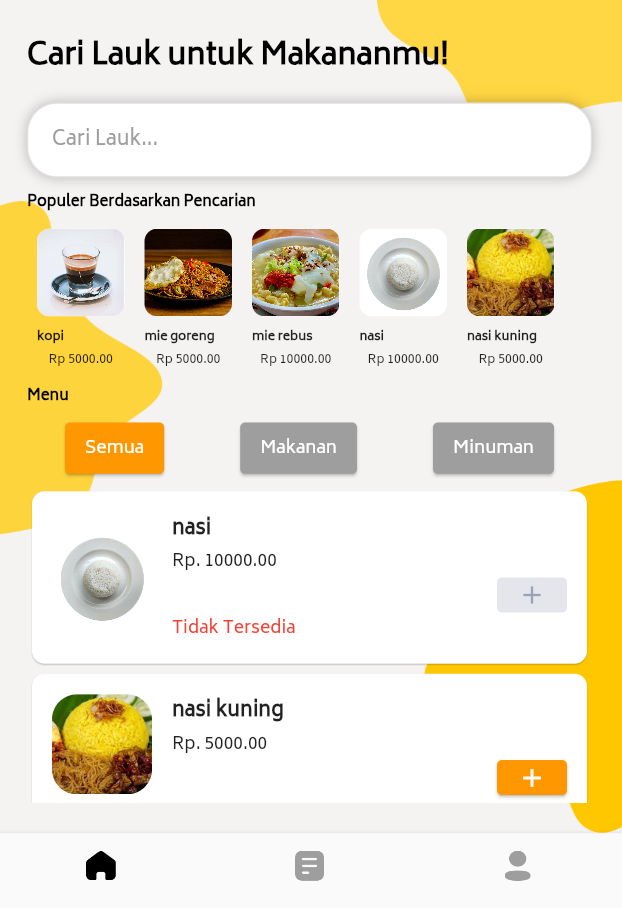 Cari Lauk untuk Makananmu!
Cari Lauk...
Populer Berdasarkan Pencarian
kopi
Rp 5000.00
mie goreng
Rp 5000.00
mie rebus
Rp 10000.00
nasi
Rp 10000.00
nasi kuning
Rp 5000.00
Menu
Semua
Makanan
Minuman
nasi
Rp. 10000.00
Tidak Tersedia
nasi kuning
Rp. 5000.00